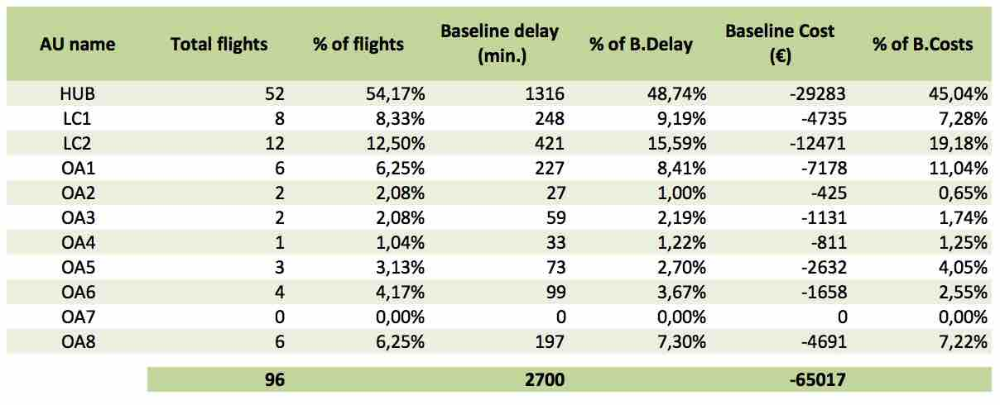 AU name Total flights % of flights Baseline delay (min.) % of B.Delay Baseline Cost (€) % of B.Costs
HUB 52 54,17% 1316 48,74% -29283 45,04%
LC1 8 8,33% 248 9,19% -4735 7,28%
LC2 12 12,50% 421 15,59% -12471 19,18%
OA1 6 6,25% 227 8,41% -7178 11,04%
OA2 2 2,08% 27 1,00% -425 0,65%
OA3 2 2,08% 59 2,19% -1131 1,74%
OA4 1 1,04% 33 1,22% -811 1,25%
OA5 3 3,13% 73 2,70% -2632 4,05%
OA6 4 4,17% 99 3,67% -1658 2,55%
OA7 0 0,00% 0 0,00% 0 0,00%
OA8 6 6,25% 197 7,30% -4691 7,22%
96 2700 -65017